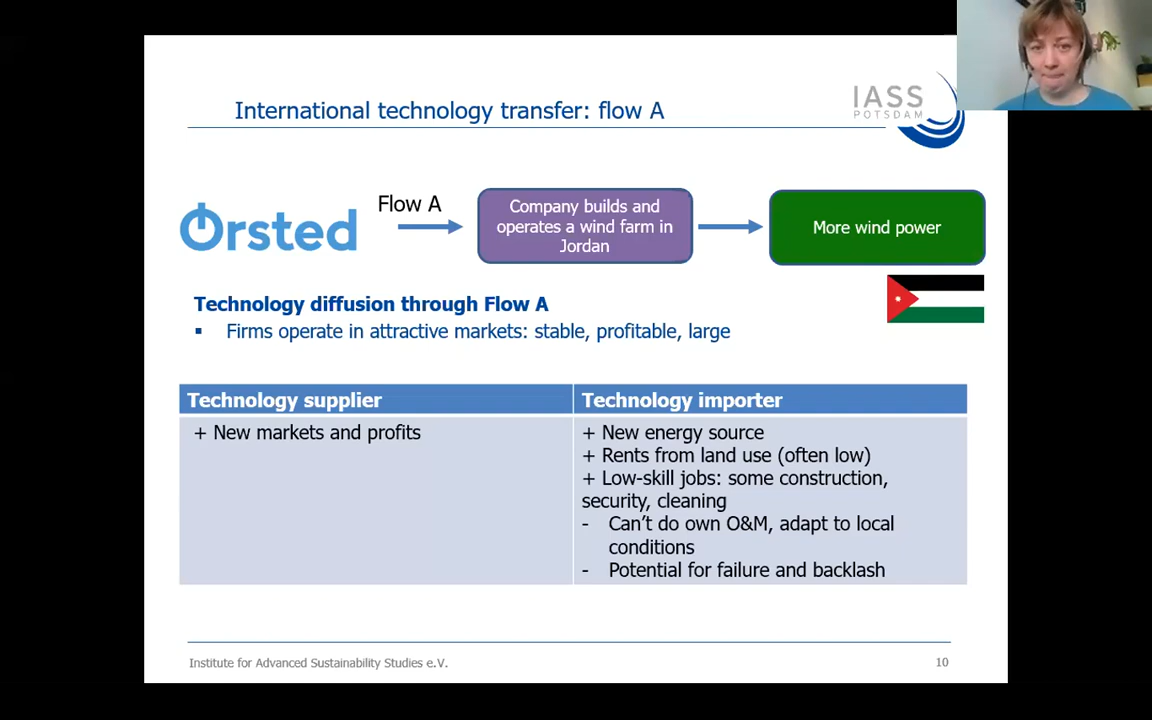 International technology transfer: flow A
IASS
POTSDAM
Ørsted
Flow A
Company builds and
operates a wind farm in
Jordan
More wind power
Technology diffusion through Flow A
▪ Firms operate in attractive markets: stable, profitable, large
Technology supplier
+ New markets and profits
Technology importer
+ New energy source
+ Rents from land use (often low)
+ Low-skill jobs: some construction,
security, cleaning
- Can't do own O&M, adapt to local
conditions
- Potential for failure and backlash
Institute for Advanced Sustainability Studies e.V.
10